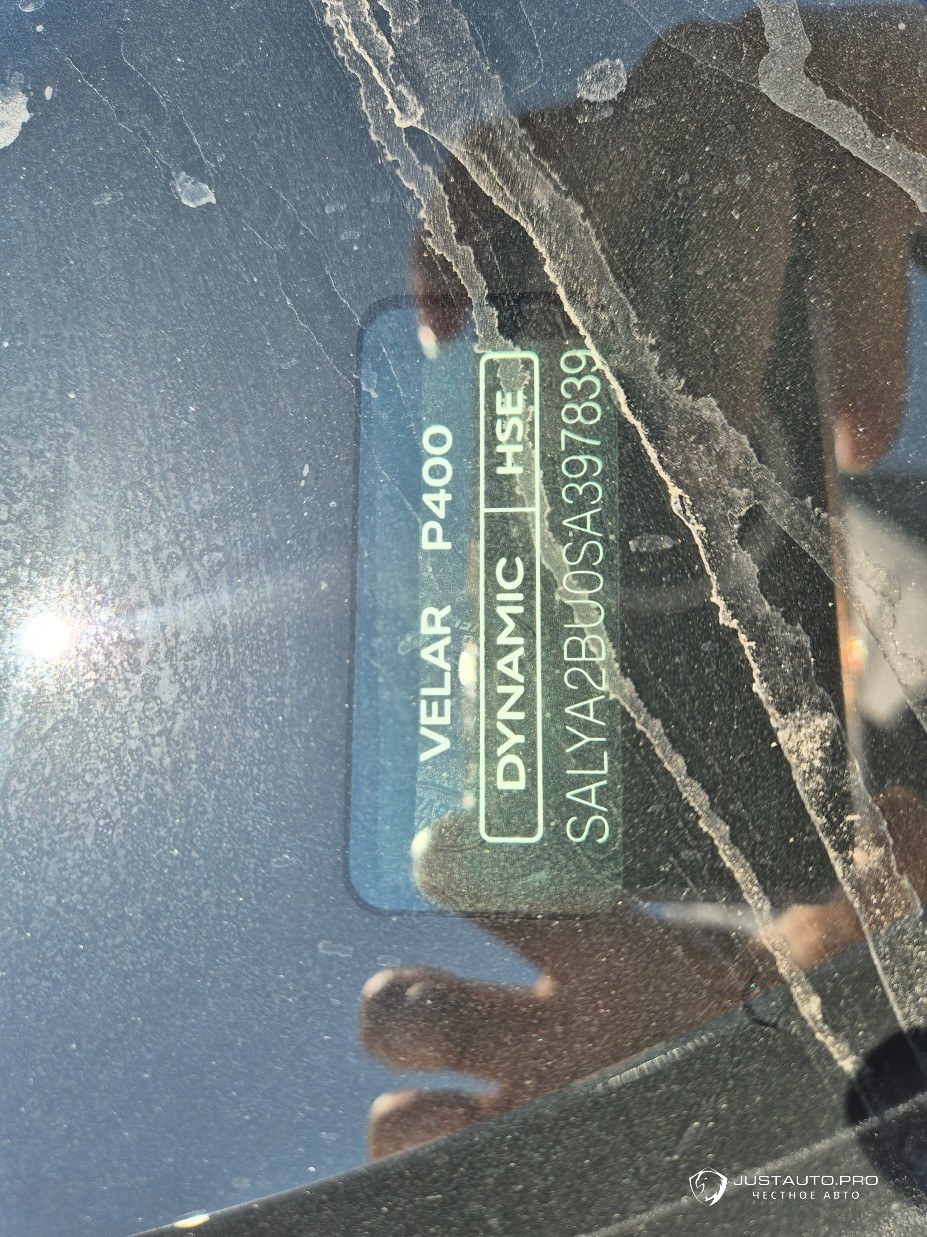 VELAR P400
DYNAMIC | HSE
SALYA2BU0SA397839
JUSTAUTO.PRO
ЧЕСТНОЕ АВТО